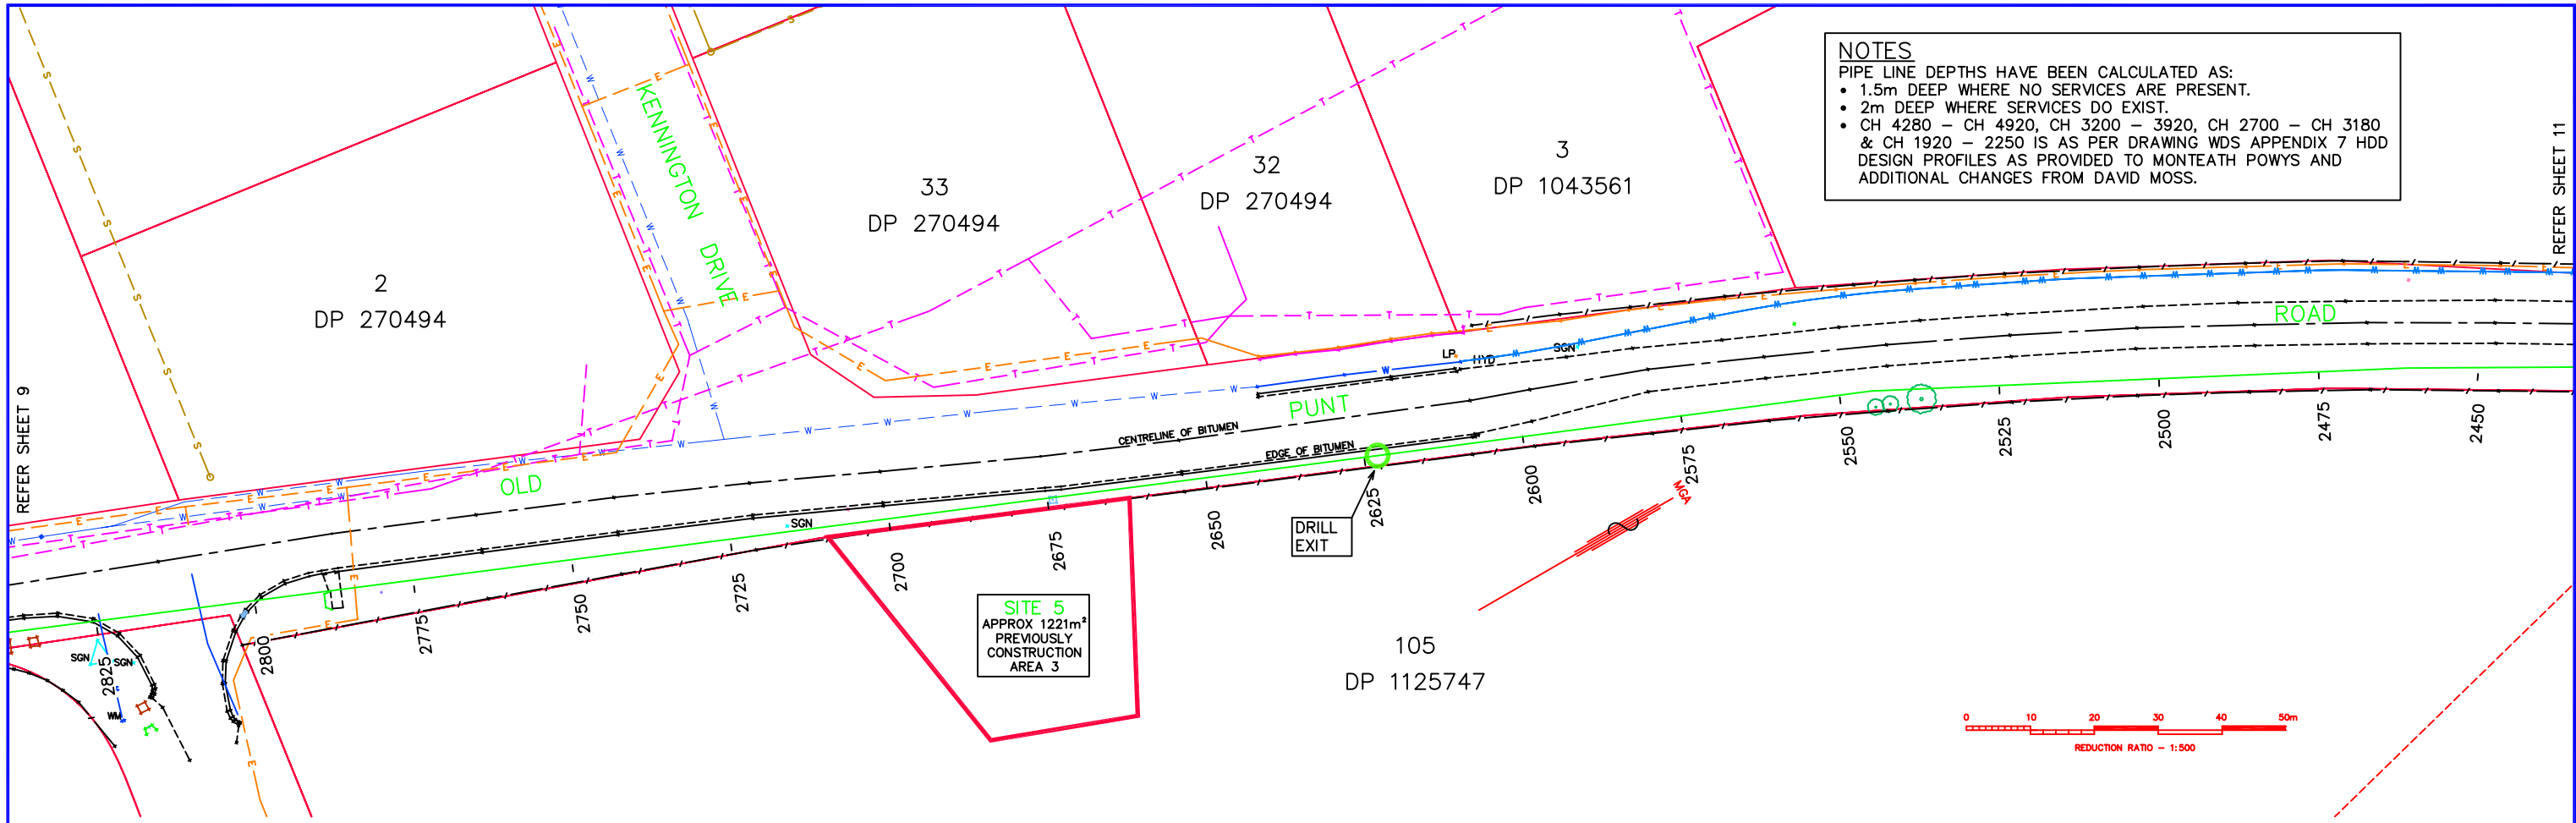 NOTES
PIPE LINE DEPTHS HAVE BEEN CALCULATED AS:
• 1.5m DEEP WHERE NO SERVICES ARE PRESENT.
• 2m DEEP WHERE SERVICES DO EXIST.
• CH 4280 – CH 4920, CH 3200 – 3920, CH 2700 – CH 3180
& CH 1920 – 2250 IS AS PER DRAWING WDS APPENDIX 7 HDD
DESIGN PROFILES AS PROVIDED TO MONTEATH POWYS AND
ADDITIONAL CHANGES FROM DAVID MOSS.
REFER SHEET 11
KENNINGTON DRIVE
3
DP 1043561
32
DP 270494
33
DP 270494
2
DP 270494
ROAD
LP
HYD
SGN
REFER SHEET 9
PUNT
CENTRELINE OF BITUMEN
EDGE OF BITUMEN
OLD
2450
2475
2500
2525
2550
2575
2600
2625
2650
2675
2700
2725
2750
2775
2800
2825
SGN
DRILL
EXIT
MGA
SITE 5
APPROX 1221m²
PREVIOUSLY
CONSTRUCTION
AREA 3
105
DP 1125747
SGN
SGN
WM
0 10 20 30 40 50m
REDUCTION RATIO – 1:500